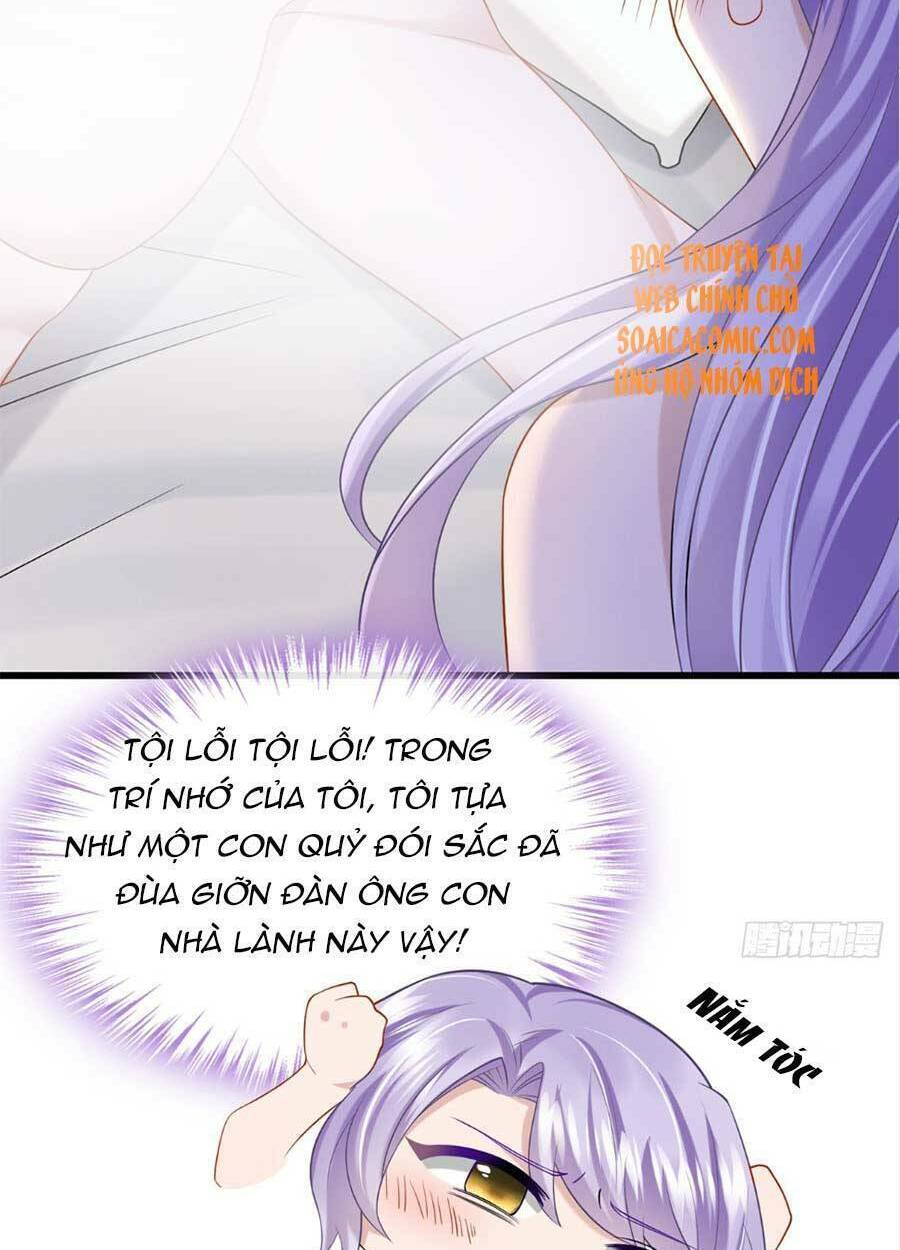 ĐỌC TRUYỆN TẠI
WEB CHÍNH CHỦ
SOAICACOMIC.COM
ỦNG HỘ NHÓM DỊCH
TỘI LỖI TỘI LỖI! TRONG
TRÍ NHỚ CỦA TÔI, TÔI TỰA
NHƯ MỘT CON QUỶ ĐÓI SẮC ĐÃ
ĐÙA GIỠN ĐÀN ÔNG CON
NHÀ LÀNH NÀY VẬY!
腾讯动漫
NẮM TÓC